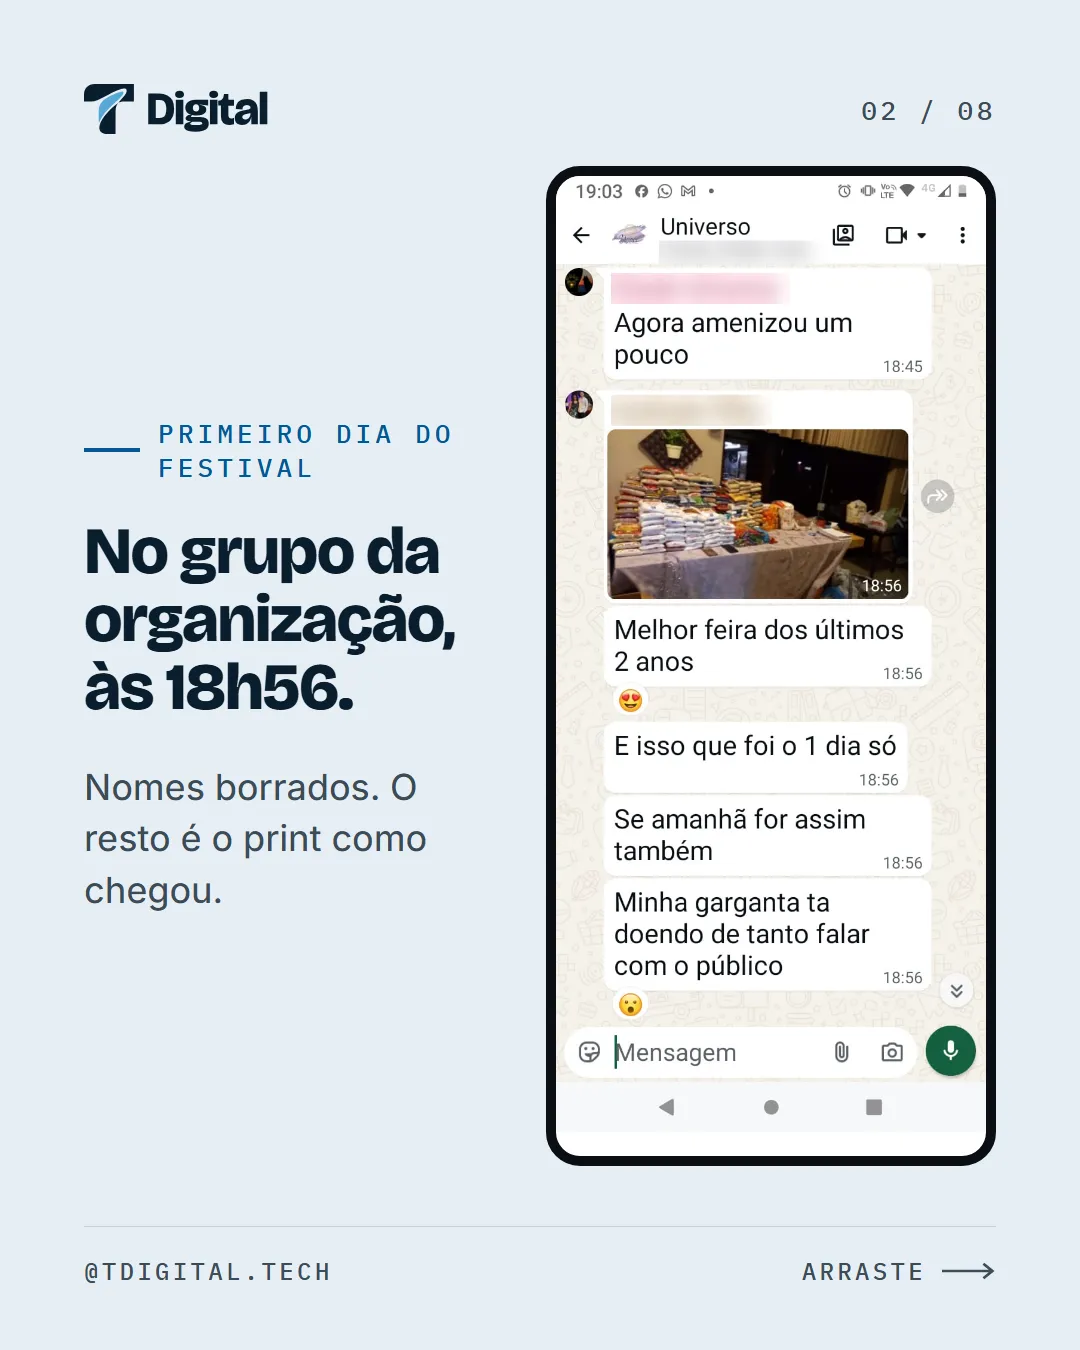 Digital
02 / 08
PRIMEIRO DIA DO
FESTIVAL
No grupo da
organização,
às 18h56.
Nomes borrados. O
resto é o print como
chegou.
19:03
Vo
LTE
4G
Universo
Agora amenizou um
pouco
18:45
18:56
Melhor feira dos últimos
2 anos
18:56
E isso que foi o 1 dia só
18:56
Se amanhã for assim
também
18:56
Minha garganta ta
doendo de tanto falar
com o público
18:56
Mensagem
@TDIGITAL.TECH
ARRASTE